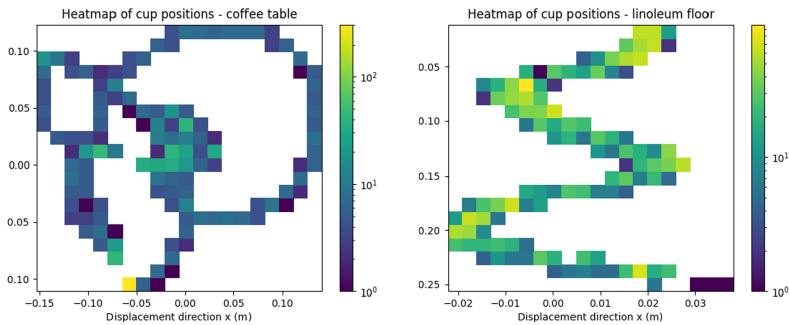 Heatmap of cup positions - coffee table
0.10
0.05
0.00
0.05
0.10
−0.15 −0.10 −0.05 0.00 0.05 0.10
Displacement direction x (m)
10²
10¹
10⁰
Heatmap of cup positions - linoleum floor
0.05
0.10
0.15
0.20
0.25
−0.02 −0.01 0.00 0.01 0.02 0.03
Displacement direction x (m)
10¹
10⁰